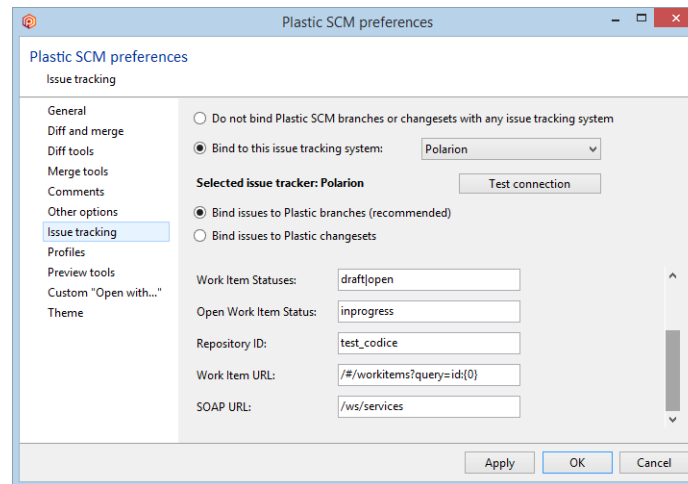 Plastic SCM preferences
Plastic SCM preferences
Issue tracking
General
Diff and merge
Diff tools
Merge tools
Comments
Other options
Issue tracking
Profiles
Preview tools
Custom "Open with..."
Theme
Do not bind Plastic SCM branches or changesets with any issue tracking system
Bind to this issue tracking system: Polarion
Selected issue tracker: Polarion Test connection
Bind issues to Plastic branches (recommended)
Bind issues to Plastic changesets
Work Item Statuses: draft|open
Open Work Item Status: inprogress
Repository ID: test_codice
Work Item URL: /#/workitems?query=id:{0}
SOAP URL: /ws/services
Apply OK Cancel